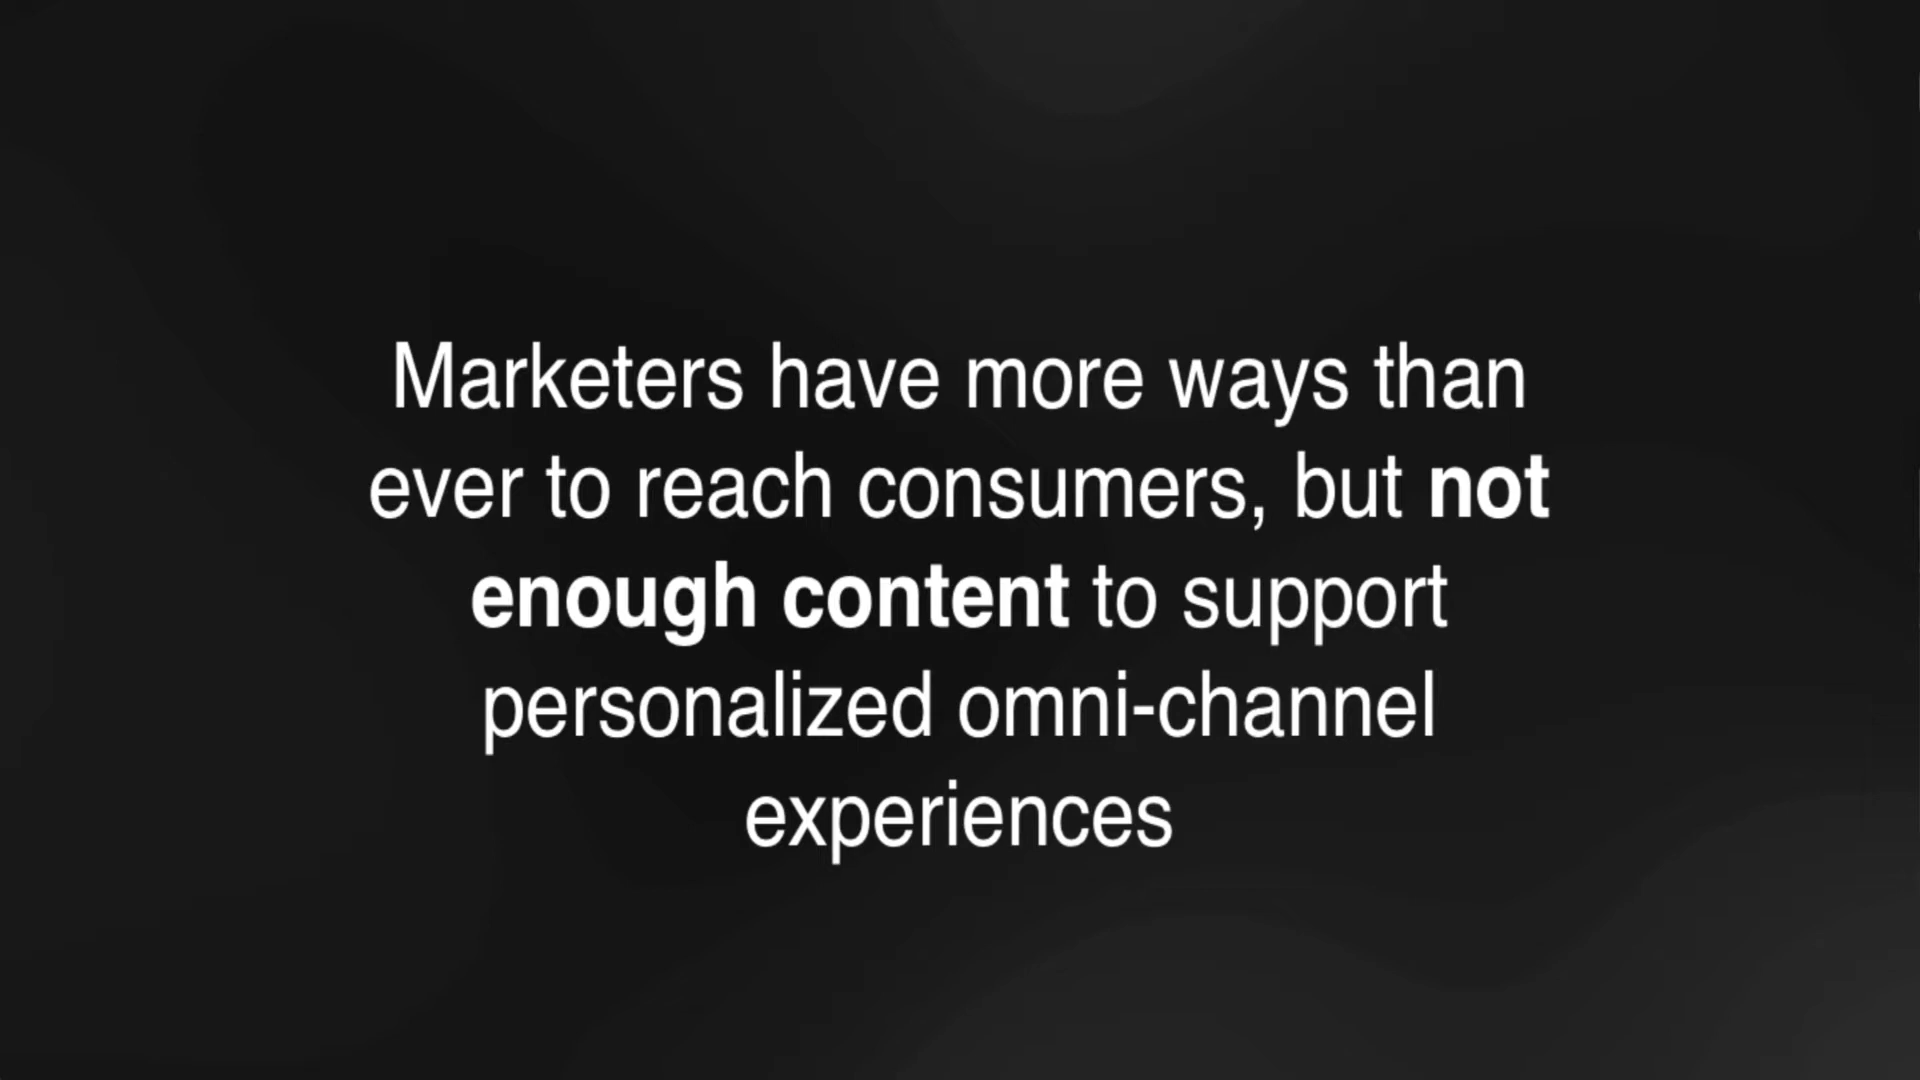 Marketers have more ways than
ever to reach consumers, but not
enough content to support
personalized omni-channel
experiences